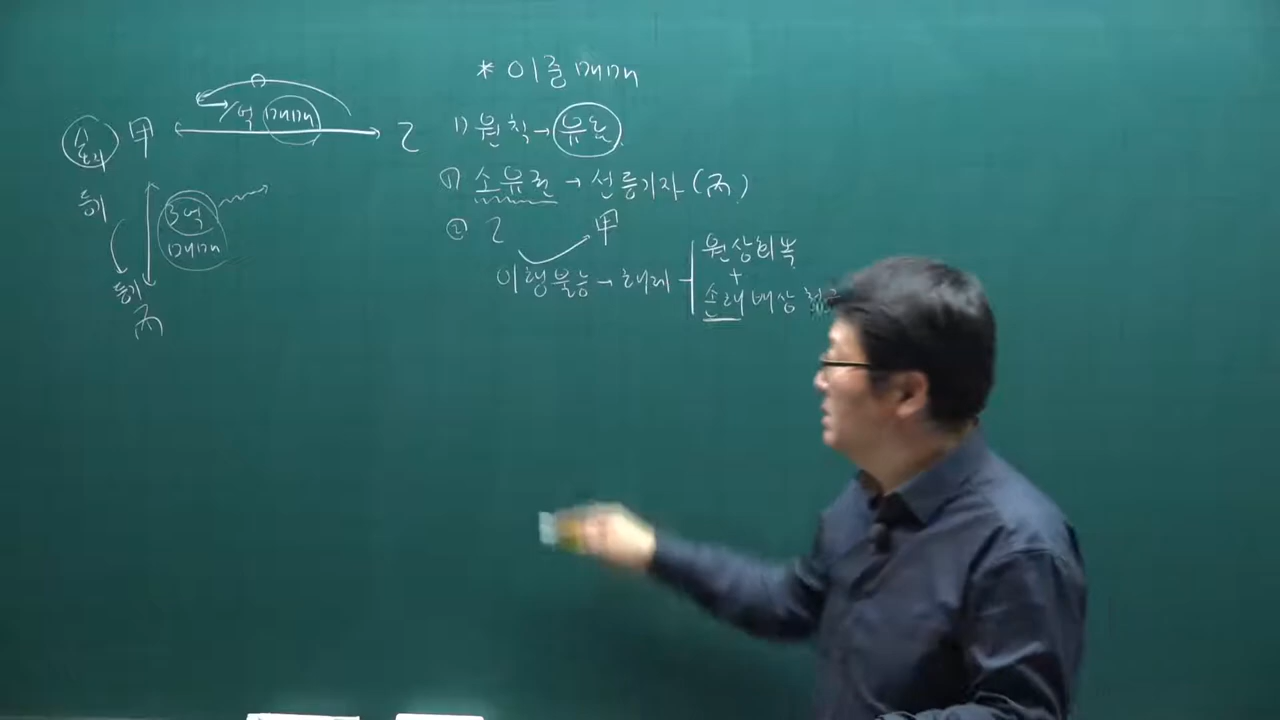 * 이중매매
甲 억 매매 乙
1) 원칙→유효
등기 3억 매매
① 소유권→선등기자(丙)
② 乙 甲
이행불능→해제 원상회복
+
손해배상 청구
등기
丙